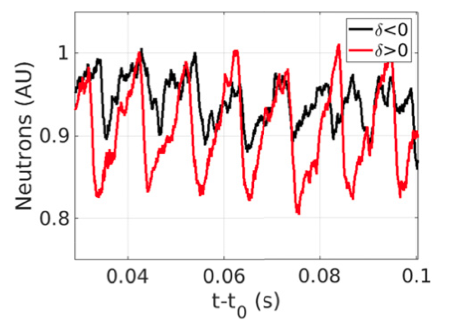 δ<0
δ>0
1
0.9
0.8
Neutrons (AU)
0.04
0.06
0.08
0.1
t-t₀ (s)